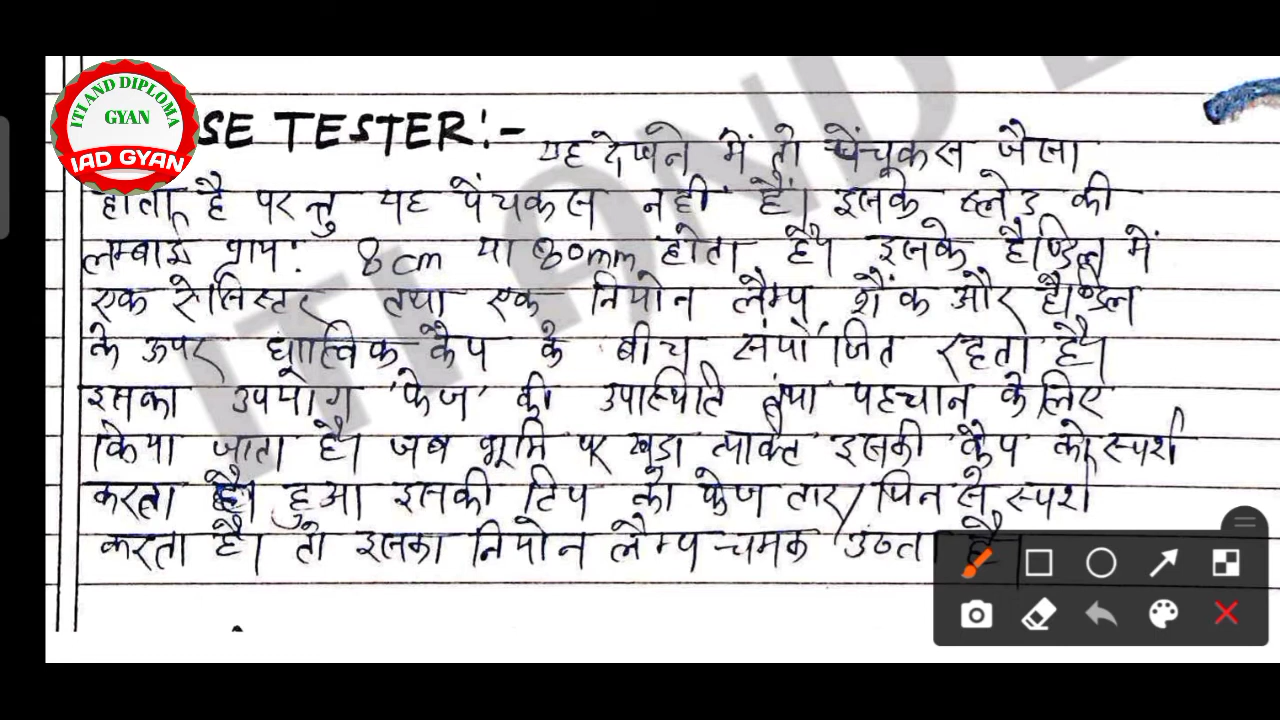 ITI AND DIPLOMA
GYAN
IAD GYAN
SE TESTER:-
यह देखने में तो पेंचकस जैसा
होता है परन्तु यह पेंचकस नहीं हैं। इसके ब्लेड की
लम्बाई प्राय: 8cm या 80mm होता है। इसके हैण्डिल में
एक रेजिस्टर तथा एक नियोन लैम्प शैंक और हैण्डिल
के ऊपर धात्विक कैप के बीच संयोजित रहता है।
इसका उपयोग 'फेज' की उपस्थिति तथा पहचान के लिए
किया जाता है। जब भूमि पर खड़ा व्यक्ति इसकी कैप को स्पर्श
करता हुआ इसकी टिप को फेज तार/पिन से स्पर्श
करता है। तो इसका नियोन लैम्प चमक उठता है
ITI AND